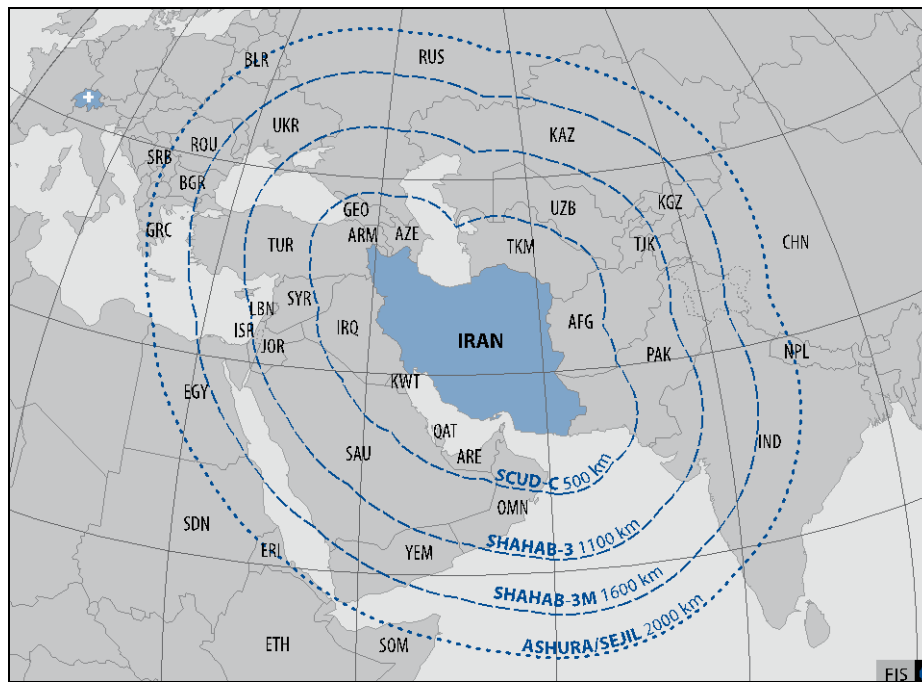 BLR
RUS
UKR
KAZ
ROU
SRB
BGR
KGZ
GEO
UZB
GRC
ARM
AZE
TUR
TKM
TJK
CHN
SYR
LBN
IRQ
AFG
ISR
IRAN
JOR
PAK
NPL
KWT
EGY
QAT
IND
SAU
ARE
SCUD-C 500 km
OMN
SDN
SHAHAB-3 1100 km
ERI
YEM
SHAHAB-3M 1600 km
ETH
SOM
ASHURA/SEJIL 2000 km
EJS